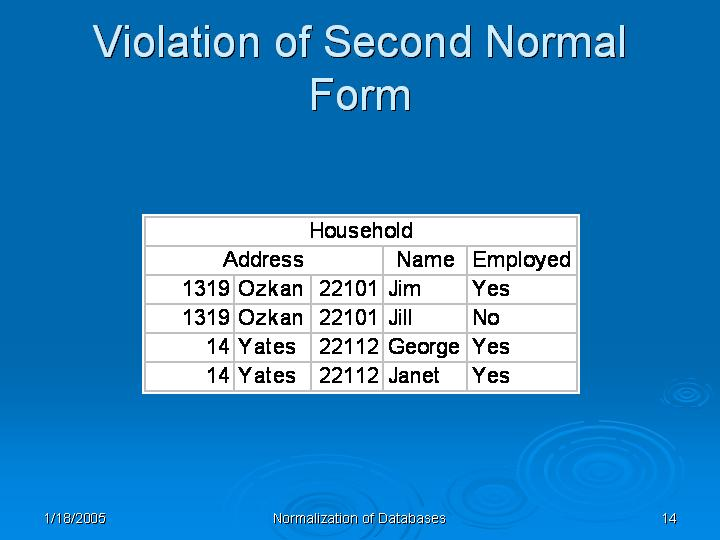 Violation of Second Normal
Form
Household
Address Name Employed
1319 Ozkan 22101 Jim Yes
1319 Ozkan 22101 Jill No
14 Yates 22112 George Yes
14 Yates 22112 Janet Yes
1/18/2005 Normalization of Databases 14